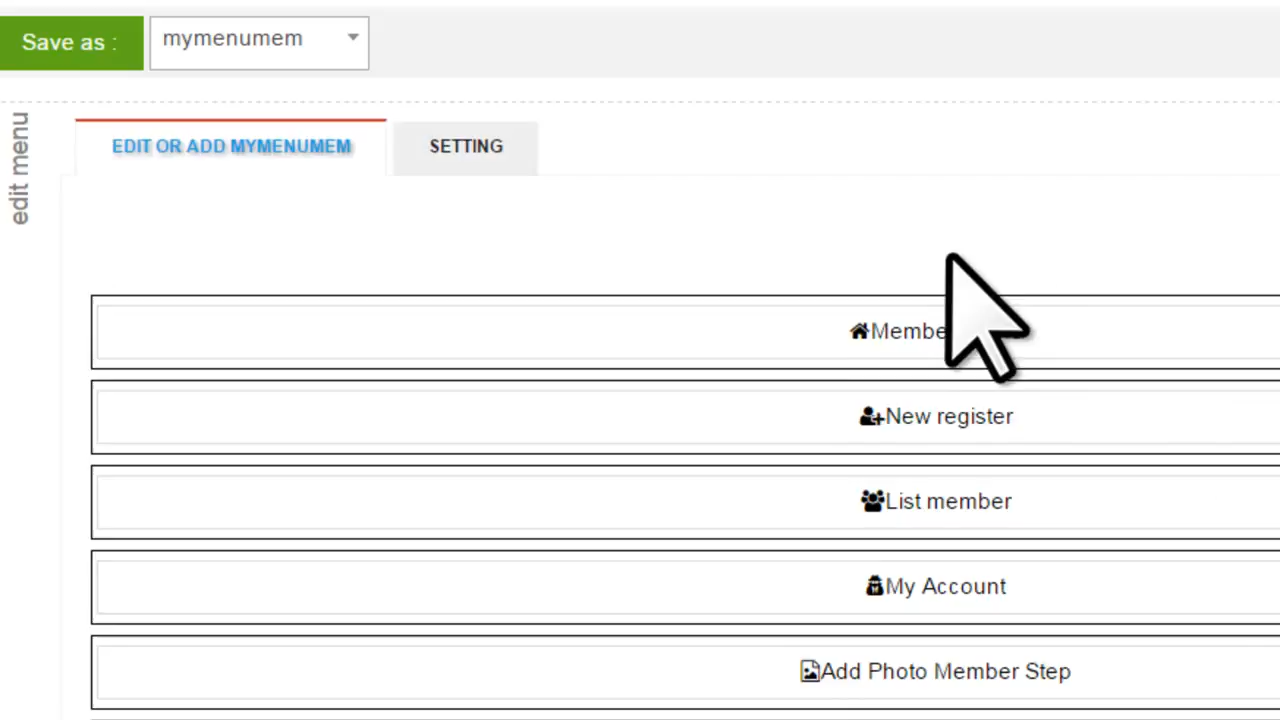 Save as :
mymenumem
edit menu
EDIT OR ADD MYMENUMEM
SETTING
New register
List member
My Account
Add Photo Member Step